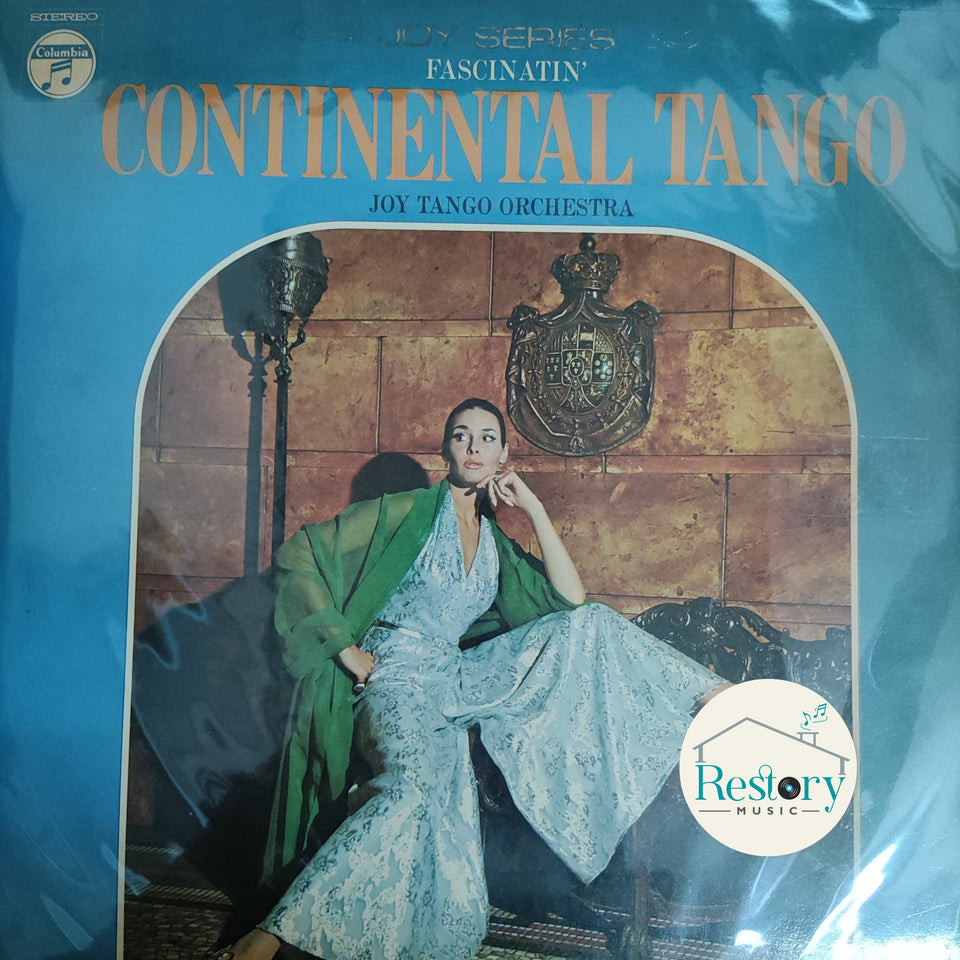 STEREO
Columbia
JOY SERIES
FASCINATIN'
CONTINENTAL TANGO
JOY TANGO ORCHESTRA
Restory
MUSIC